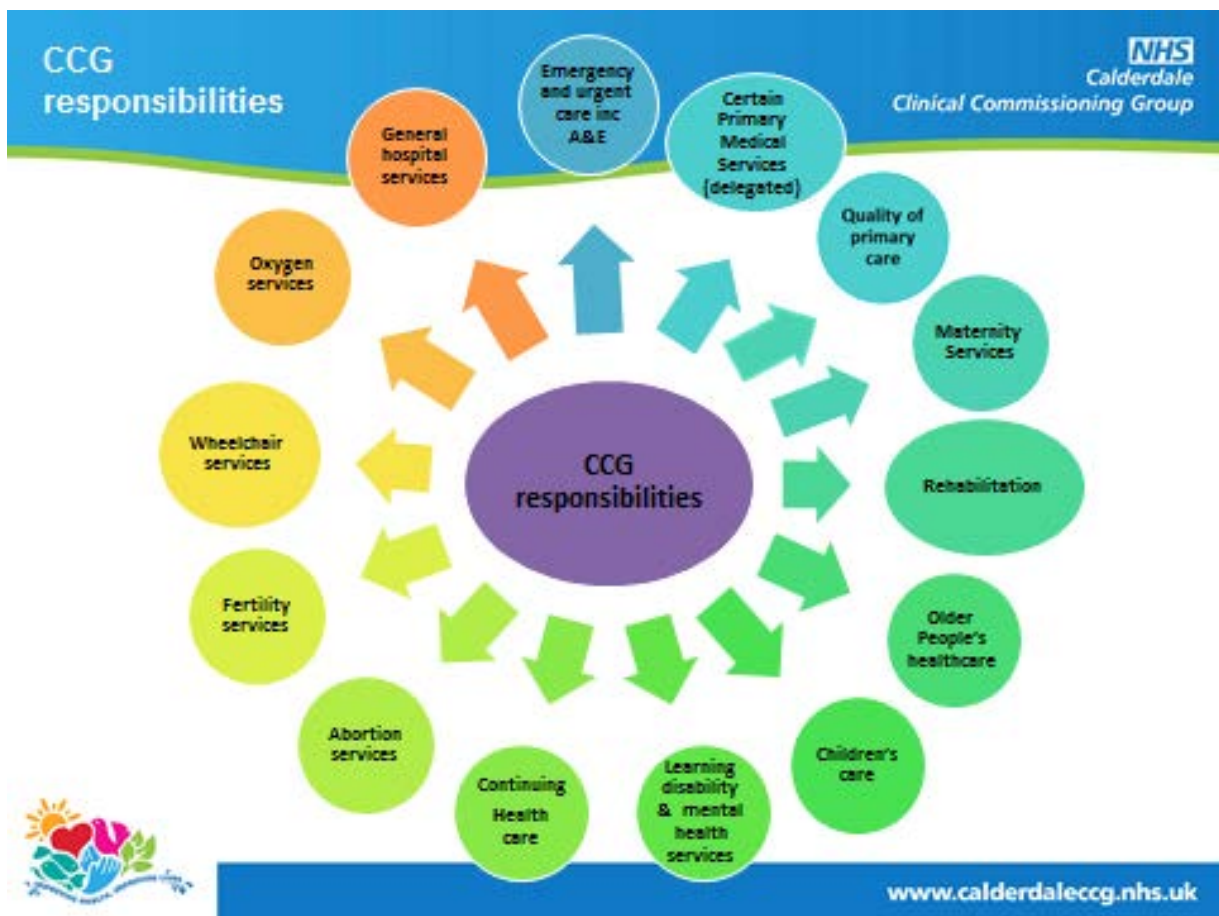 CCG
responsibilities
NHS
Calderdale
Clinical Commissioning Group
Emergency
and urgent
care inc
A&E
Certain
Primary
Medical
Services
(delegated)
Quality of
primary
care
Maternity
Services
Rehabilitation
Older
People's
healthcare
Children's
care
Learning
disability
& mental
health
services
Continuing
Health
care
Abortion
services
Fertility
services
Wheelchair
services
Oxygen
services
General
hospital
services
CCG
responsibilities
www.calderdaleccg.nhs.uk